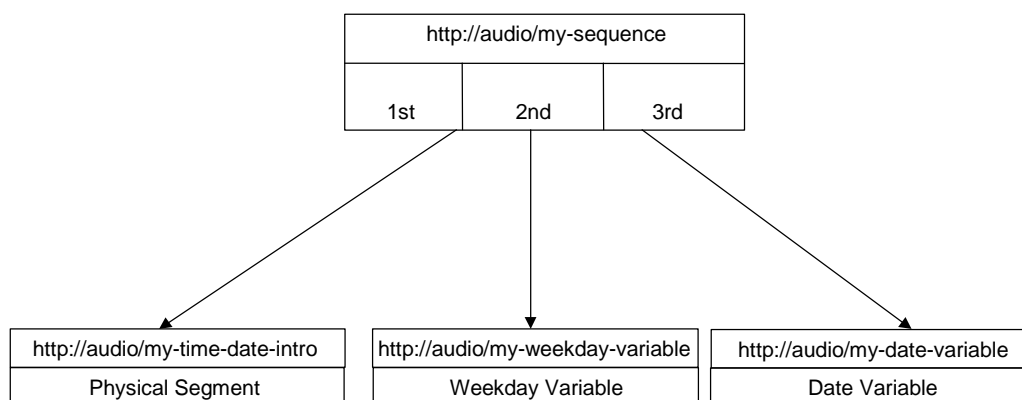 http://audio/my-sequence
1st 2nd 3rd
http://audio/my-time-date-intro http://audio/my-weekday-variable http://audio/my-date-variable
Physical Segment Weekday Variable Date Variable